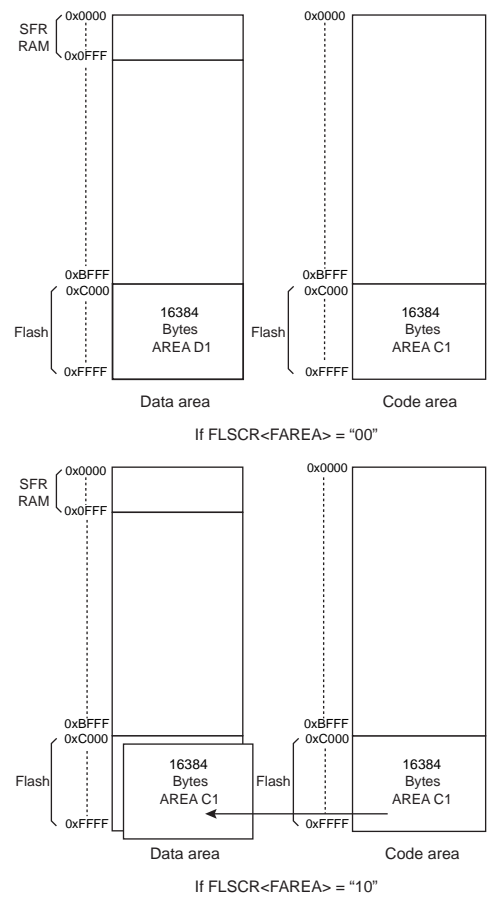 0x0000
SFR
RAM
0x0FFF
0xBFFF
0xC000
Flash
16384
Bytes
AREA D1
0xFFFF
Data area
0x0000
0xBFFF
0xC000
Flash
16384
Bytes
AREA C1
0xFFFF
Code area
If FLSCR<FAREA> = “00”
0x0000
SFR
RAM
0x0FFF
0xBFFF
0xC000
Flash
16384
Bytes
AREA C1
0xFFFF
Data area
0x0000
0xBFFF
0xC000
Flash
16384
Bytes
AREA C1
0xFFFF
Code area
If FLSCR<FAREA> = “10”